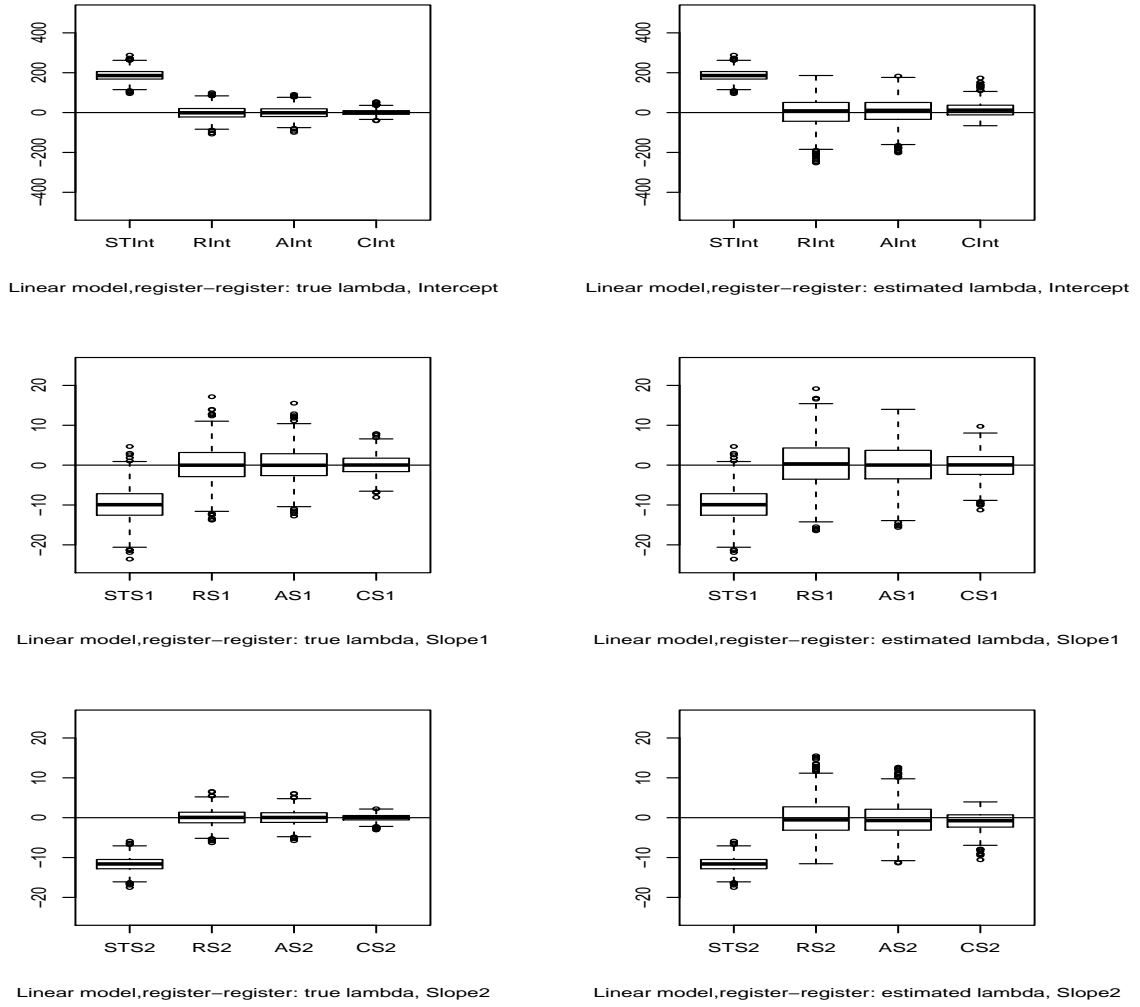 400
200
0
−200
−400
STInt RInt AInt CInt
Linear model,register−register: true lambda, Intercept
400
200
0
−200
−400
STInt RInt AInt CInt
Linear model,register−register: estimated lambda, Intercept
20
10
0
−10
−20
STS1 RS1 AS1 CS1
Linear model,register−register: true lambda, Slope1
20
10
0
−10
−20
STS1 RS1 AS1 CS1
Linear model,register−register: estimated lambda, Slope1
20
10
0
−10
−20
STS2 RS2 AS2 CS2
Linear model,register−register: true lambda, Slope2
20
10
0
−10
−20
STS2 RS2 AS2 CS2
Linear model,register−register: estimated lambda, Slope2